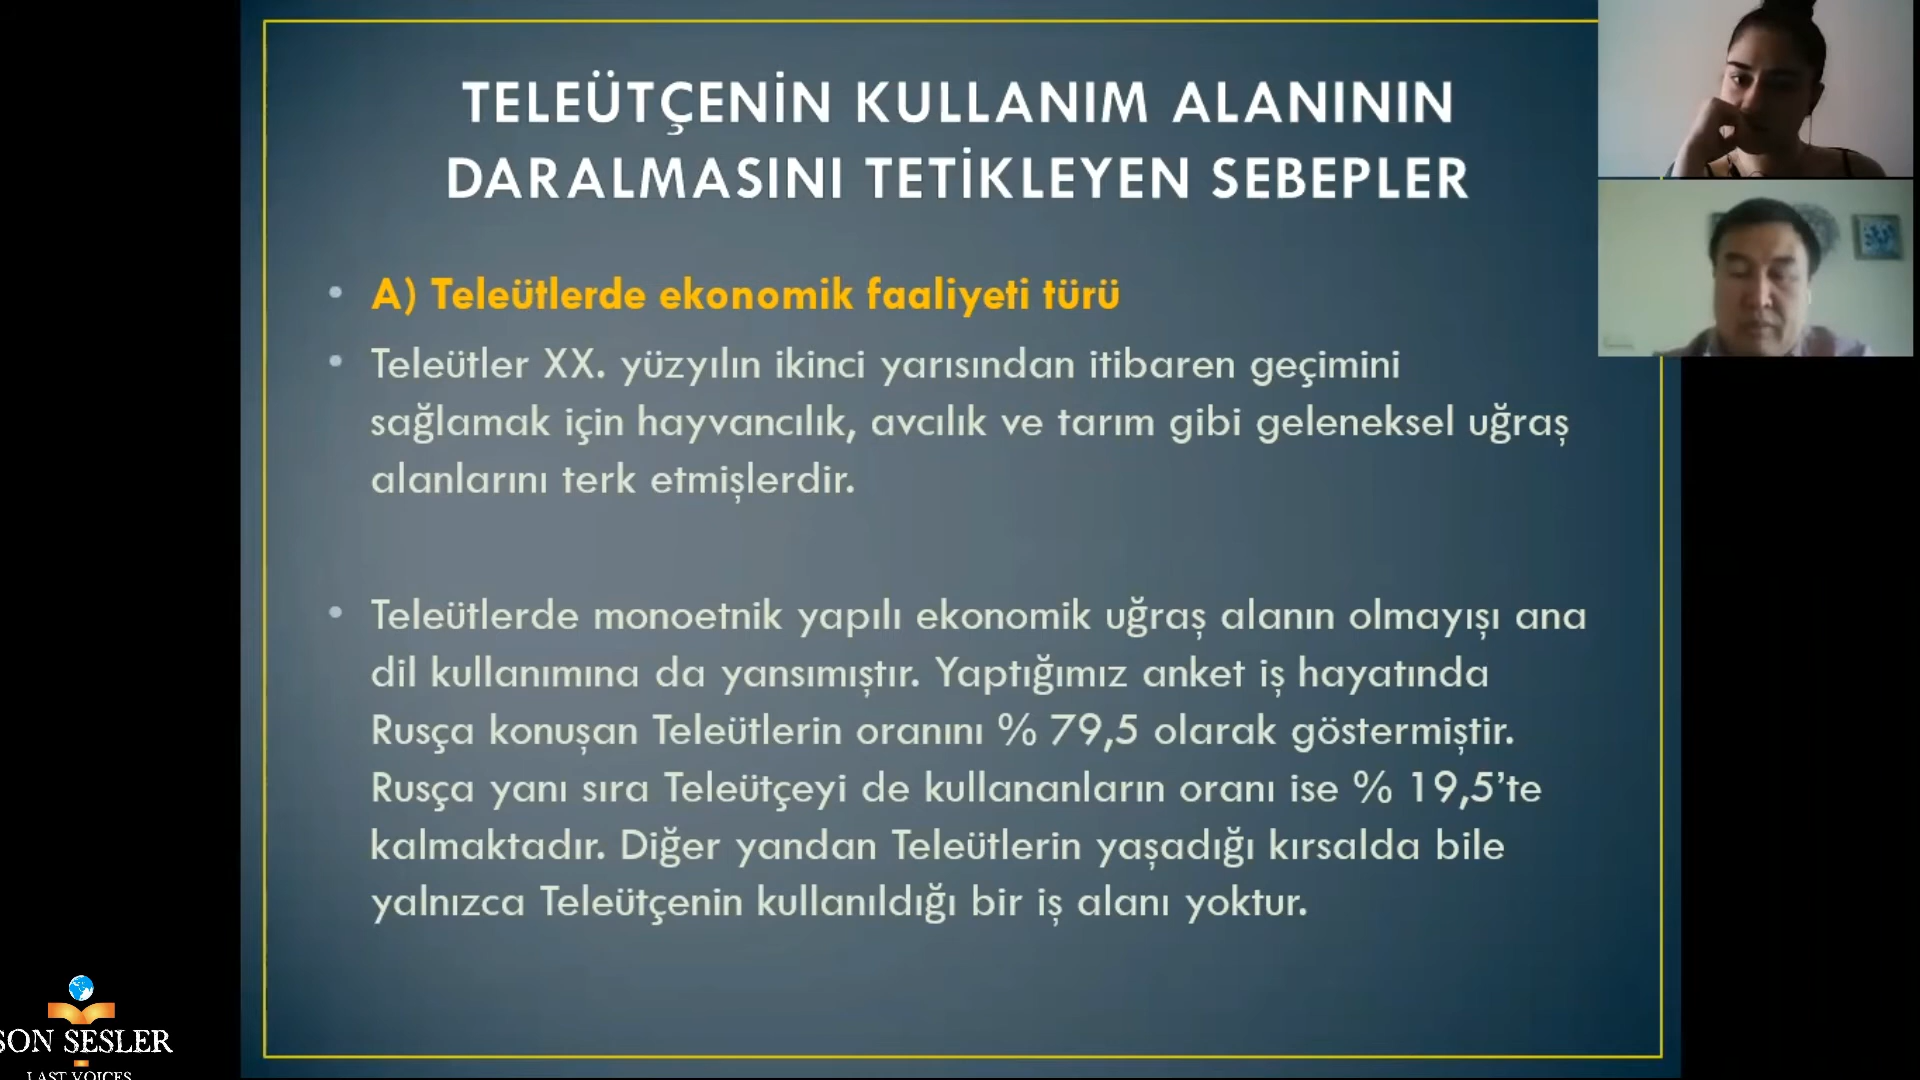 TELEÜTÇENİN KULLANIM ALANININ
DARALMASINI TETİKLEYEN SEBEPLER
• A) Teleütlerde ekonomik faaliyeti türü
• Teleütler XX. yüzyılın ikinci yarısından itibaren geçimini
sağlamak için hayvancılık, avcılık ve tarım gibi geleneksel uğraş
alanlarını terk etmişlerdir.
• Teleütlerde monoetnik yapılı ekonomik uğraş alanın olmayışı ana
dil kullanımına da yansımıştır. Yaptığımız anket iş hayatında
Rusça konuşan Teleütlerin oranını % 79,5 olarak göstermiştir.
Rusça yanı sıra Teleütçeyi de kullananların oranı ise % 19,5’te
kalmaktadır. Diğer yandan Teleütlerin yaşadığı kırsalda bile
yalnızca Teleütçenin kullanıldığı bir iş alanı yoktur.
SON SESLER
LAST VOICES